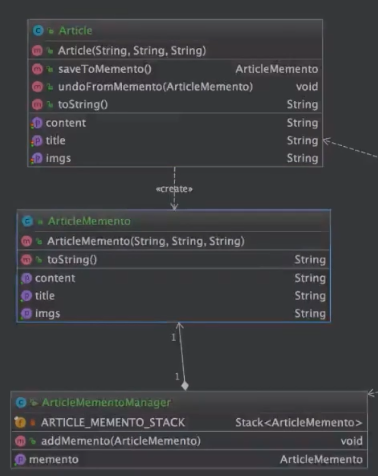 Article
Article(String, String, String)
saveToMemento() ArticleMemento
undoFromMemento(ArticleMemento) void
toString() String
content String
title String
imgs String
«create»
ArticleMemento
ArticleMemento(String, String, String)
toString() String
content String
title String
imgs String
1
1
ArticleMementoManager
ARTICLE_MEMENTO_STACK Stack<ArticleMemento>
addMemento(ArticleMemento) void
memento ArticleMemento